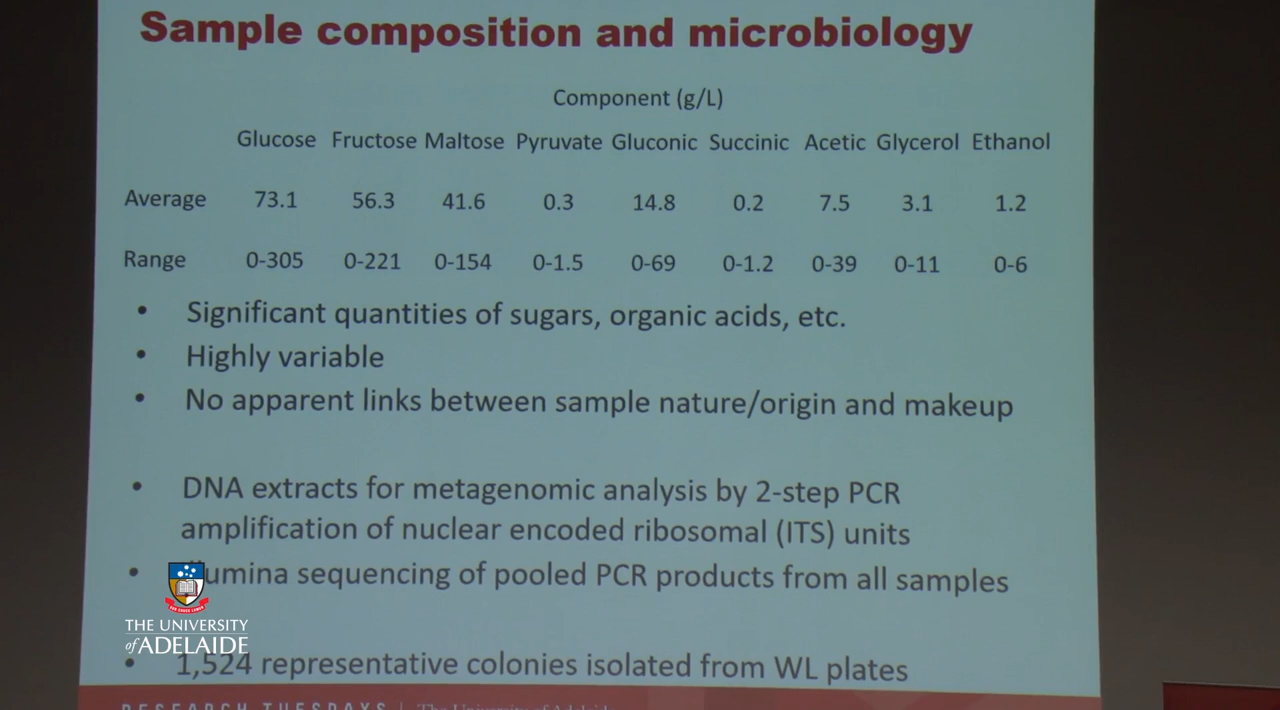 Sample composition and microbiology
Component (g/L)
Glucose Fructose Maltose Pyruvate Gluconic Succinic Acetic Glycerol Ethanol
Average 73.1 56.3 41.6 0.3 14.8 0.2 7.5 3.1 1.2
Range 0-305 0-221 0-154 0-1.5 0-69 0-1.2 0-39 0-11 0-6
• Significant quantities of sugars, organic acids, etc.
• Highly variable
• No apparent links between sample nature/origin and makeup
• DNA extracts for metagenomic analysis by 2-step PCR
amplification of nuclear encoded ribosomal (ITS) units
• umina sequencing of pooled PCR products from all samples
THE UNIVERSITY
of ADELAIDE
• 1,524 representative colonies isolated from WL plates
RESEARCH TUESDAYS | The University of Adelaide